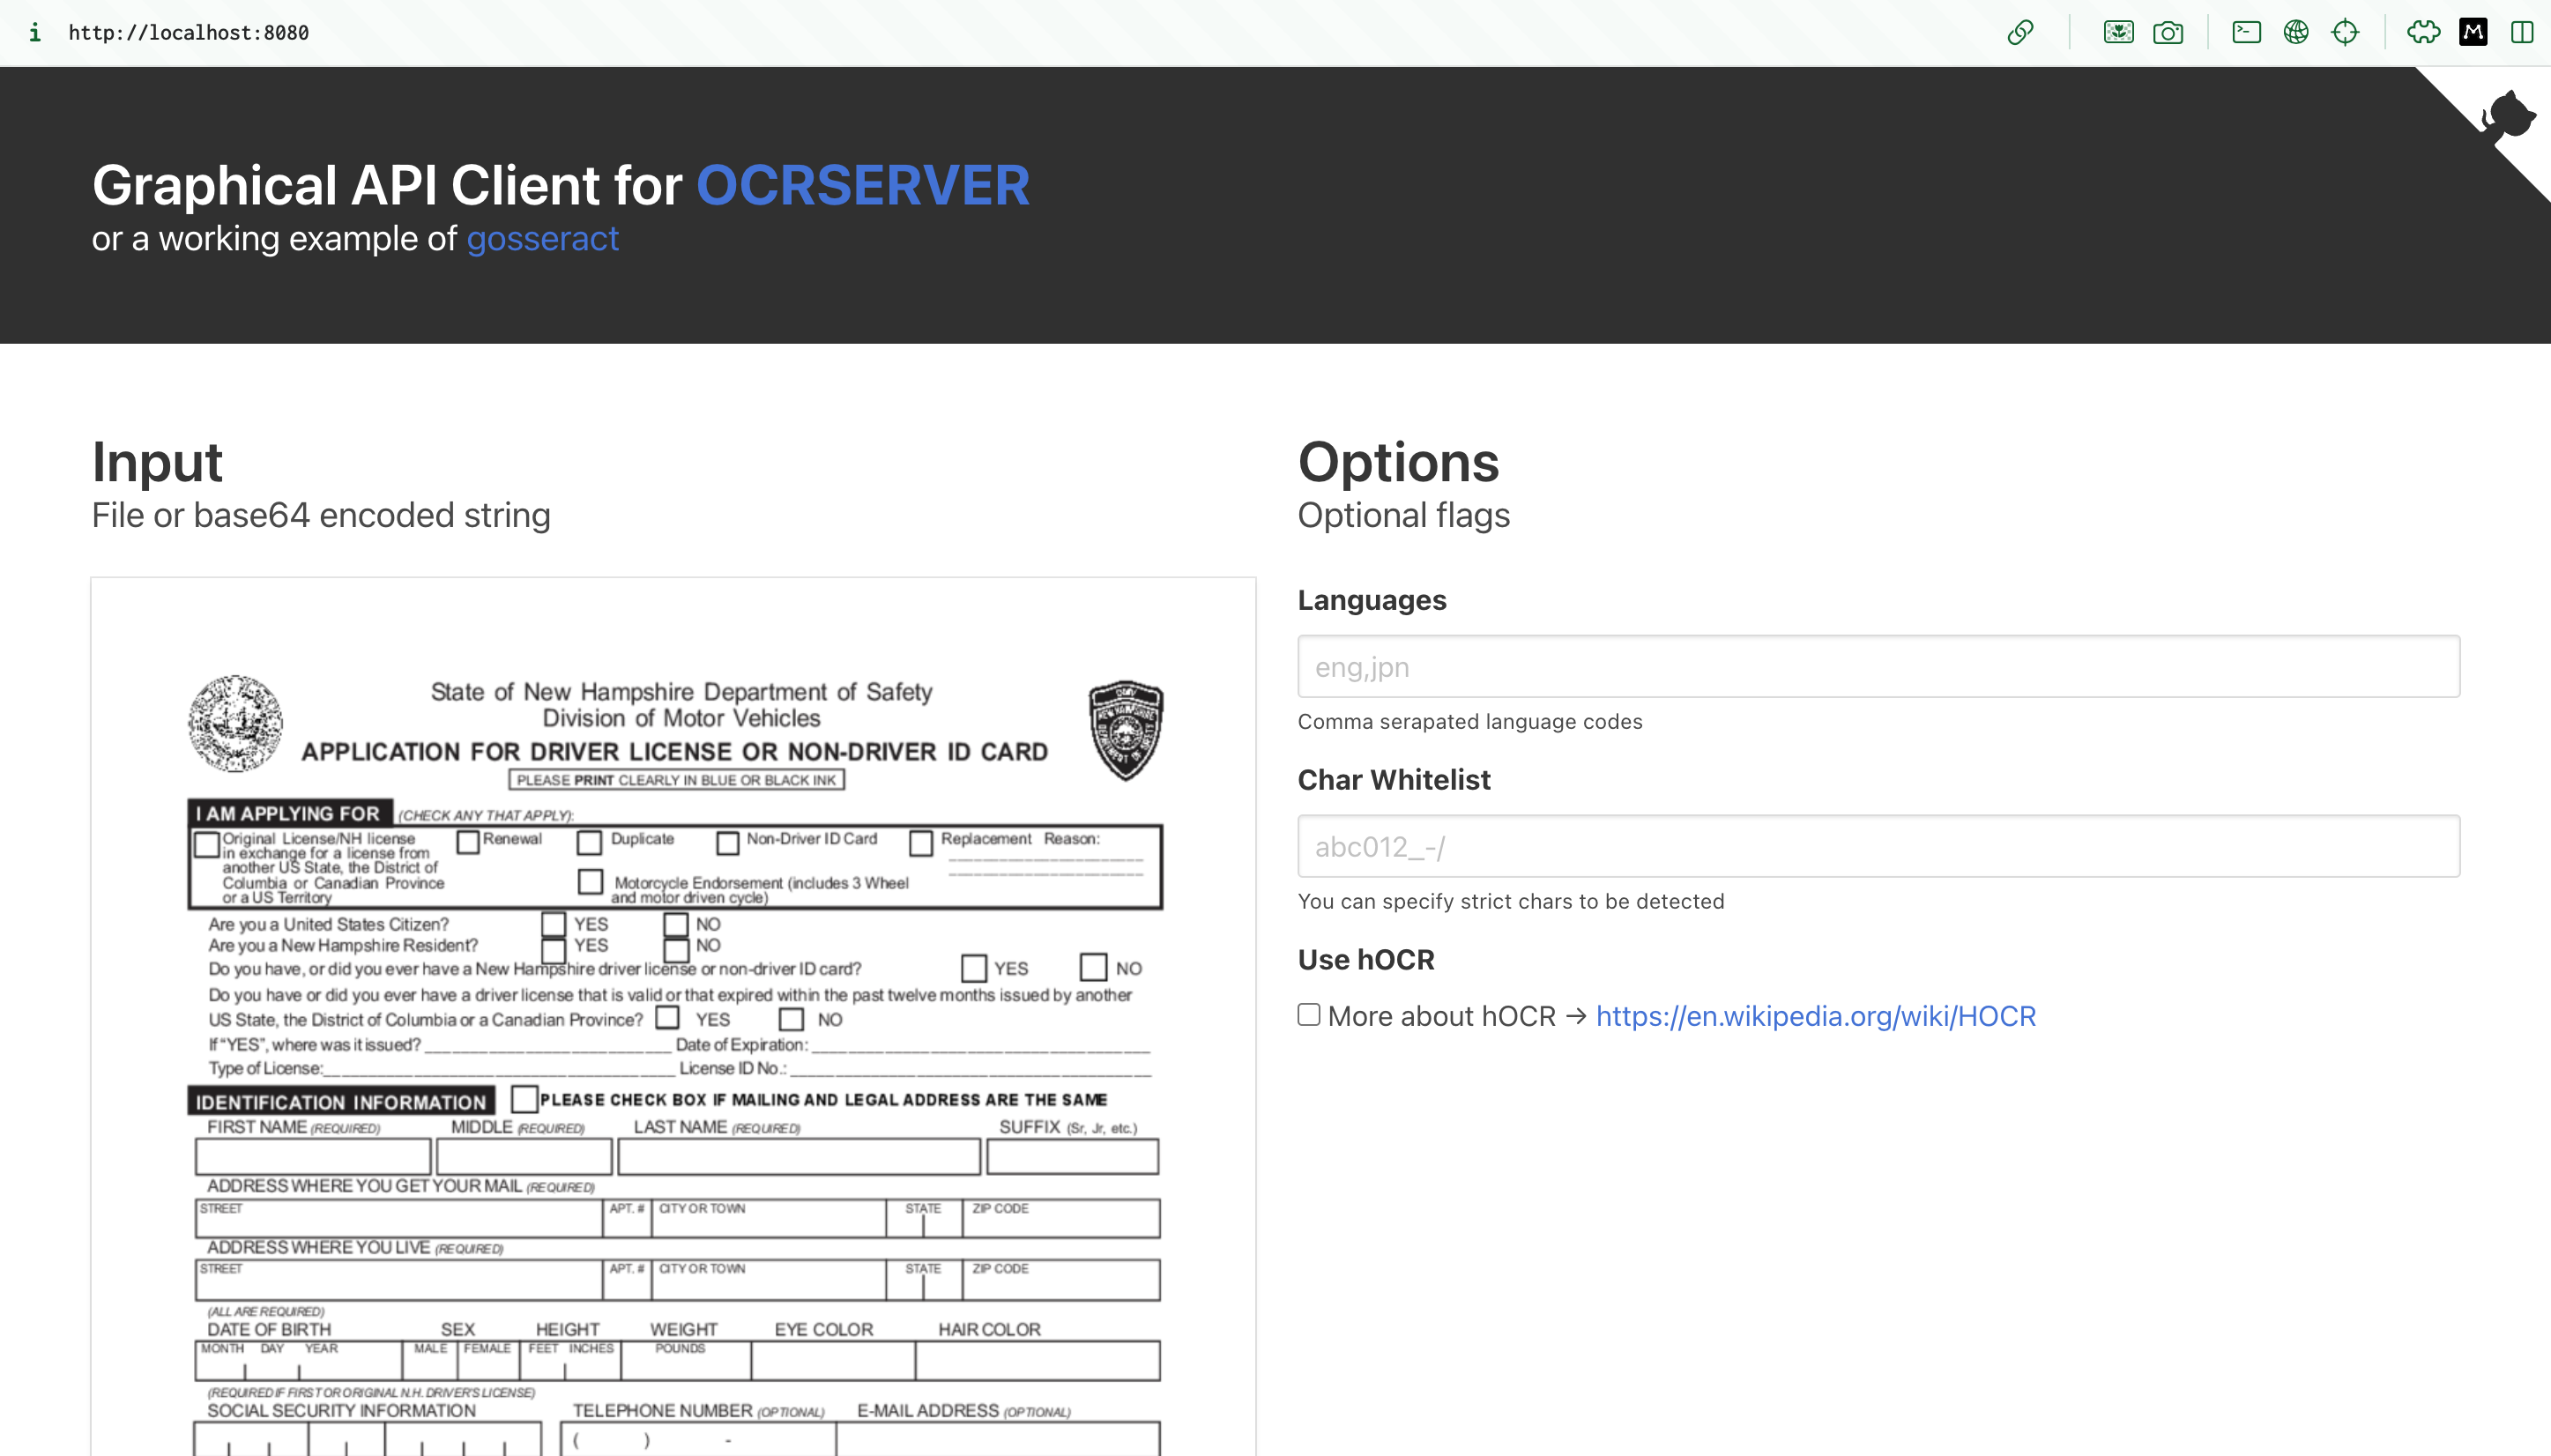 http://localhost:8080
Graphical API Client for OCRSERVER
or a working example of gosseract
Input
File or base64 encoded string
State of New Hampshire Department of Safety
Division of Motor Vehicles
APPLICATION FOR DRIVER LICENSE OR NON-DRIVER ID CARD
PLEASE PRINT CLEARLY IN BLUE OR BLACK INK
I AM APPLYING FOR (CHECK ANY THAT APPLY):
Original License/NH license
in exchange for a license from
another US State, the District of
Columbia or Canadian Province
or a US Territory
Renewal
Duplicate
Non-Driver ID Card
Replacement Reason:
Motorcycle Endorsement (includes 3 Wheel
and motor driven cycle)
Are you a United States Citizen? YES NO
Are you a New Hampshire Resident? YES NO
Do you have, or did you ever have a New Hampshire driver license or non-driver ID card? YES NO
Do you have or did you ever have a driver license that is valid or that expired within the past twelve months issued by another
US State, the District of Columbia or a Canadian Province? YES NO
If "YES", where was it issued? Date of Expiration:
Type of License: License ID No.:
IDENTIFICATION INFORMATION PLEASE CHECK BOX IF MAILING AND LEGAL ADDRESS ARE THE SAME
FIRST NAME (REQUIRED) MIDDLE (REQUIRED) LAST NAME (REQUIRED) SUFFIX (Sr, Jr, etc.)
ADDRESS WHERE YOU GET YOUR MAIL (REQUIRED)
STREET APT. # CITY OR TOWN STATE ZIP CODE
ADDRESS WHERE YOU LIVE (REQUIRED)
STREET APT. # CITY OR TOWN STATE ZIP CODE
(ALL ARE REQUIRED)
DATE OF BIRTH SEX HEIGHT WEIGHT EYE COLOR HAIR COLOR
MONTH DAY YEAR MALE FEMALE FEET INCHES POUNDS
(REQUIRED IF FIRST OR ORIGINAL N.H. DRIVER'S LICENSE)
SOCIAL SECURITY INFORMATION TELEPHONE NUMBER (OPTIONAL) E-MAIL ADDRESS (OPTIONAL)
( ) -
Options
Optional flags
Languages
eng,jpn
Comma serapated language codes
Char Whitelist
abc012_-/
You can specify strict chars to be detected
Use hOCR
More about hOCR → https://en.wikipedia.org/wiki/HOCR